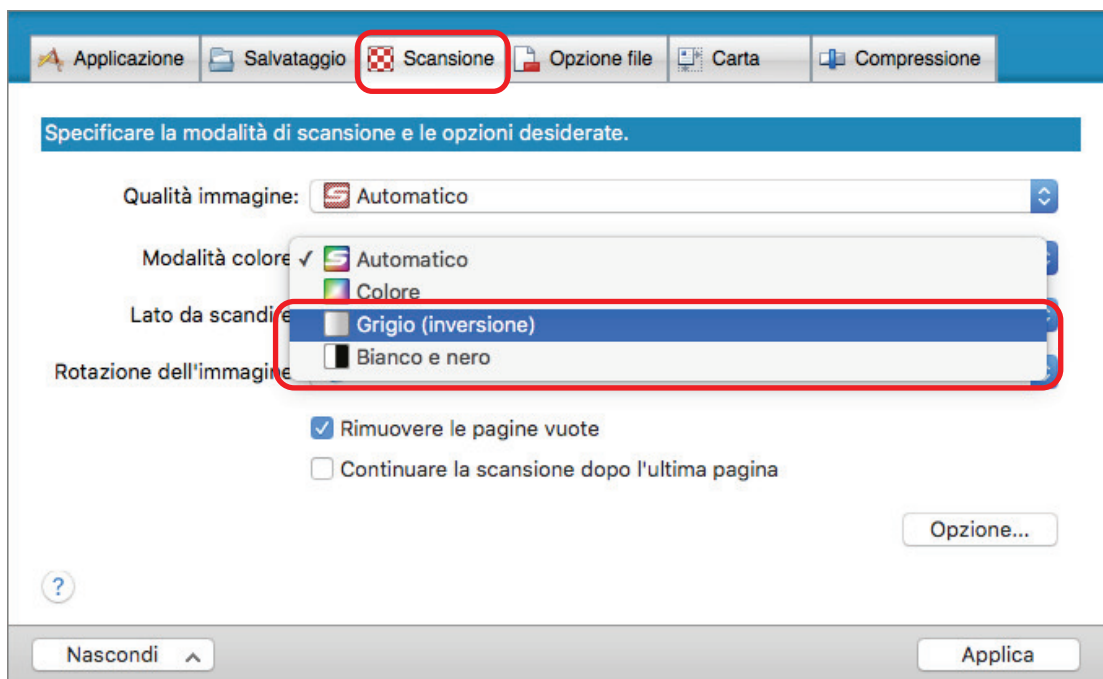 Applicazione Salvataggio Scansione Opzione file Carta Compressione
Specificare la modalità di scansione e le opzioni desiderate.
Qualità immagine: Automatico
Modalità colore ✓ Automatico
Colore
Lato da scandire Grigio (inversione)
Bianco e nero
Rotazione dell'immagine
Rimuovere le pagine vuote
Continuare la scansione dopo l'ultima pagina
Opzione...
?
Nascondi Applica